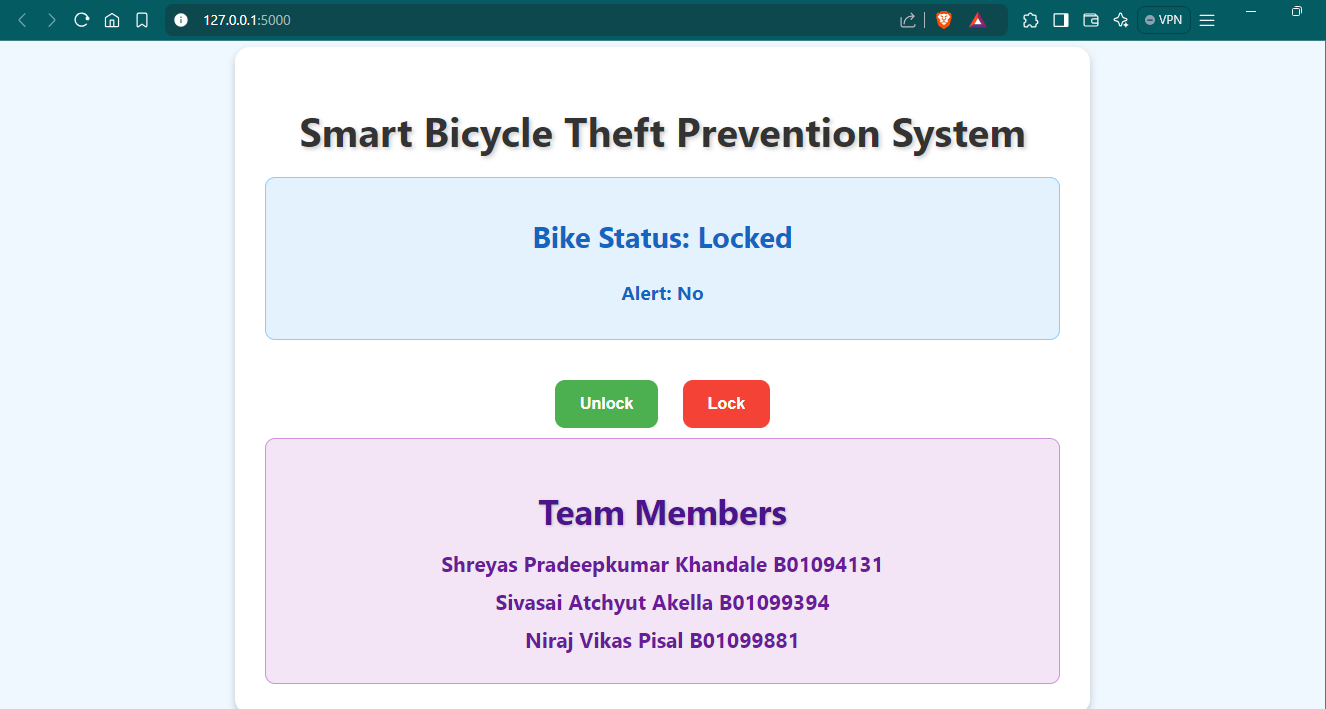 127.0.0.1:5000
VPN
Smart Bicycle Theft Prevention System
Bike Status: Locked
Alert: No
Unlock Lock
Team Members
Shreyas Pradeepkumar Khandale B01094131
Sivasai Atchyut Akella B01099394
Niraj Vikas Pisal B01099881